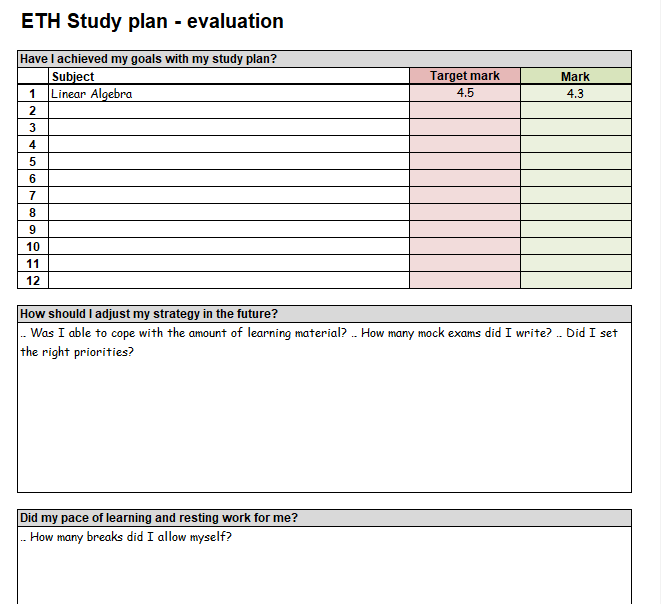 ETH Study plan - evaluation
Have I achieved my goals with my study plan?
Subject Target mark Mark
1 Linear Algebra 4.5 4.3
2
3
4
5
6
7
8
9
10
11
12
How should I adjust my strategy in the future?
.. Was I able to cope with the amount of learning material? .. How many mock exams did I write? .. Did I set
the right priorities?
Did my pace of learning and resting work for me?
.. How many breaks did I allow myself?